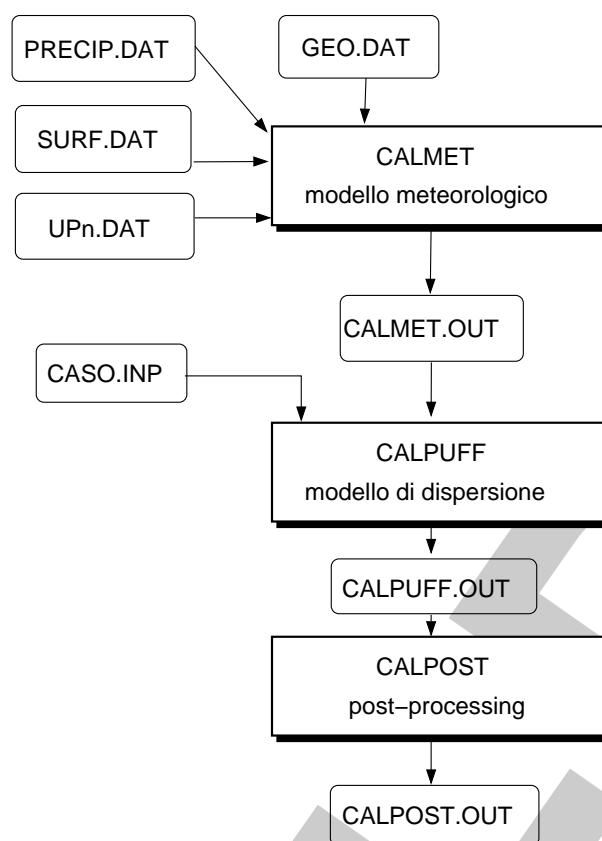 PRECIP.DAT
GEO.DAT
SURF.DAT
UPn.DAT
CALMET
modello meteorologico
CALMET.OUT
CASO.INP
CALPUFF
modello di dispersione
CALPUFF.OUT
CALPOST
post−processing
CALPOST.OUT